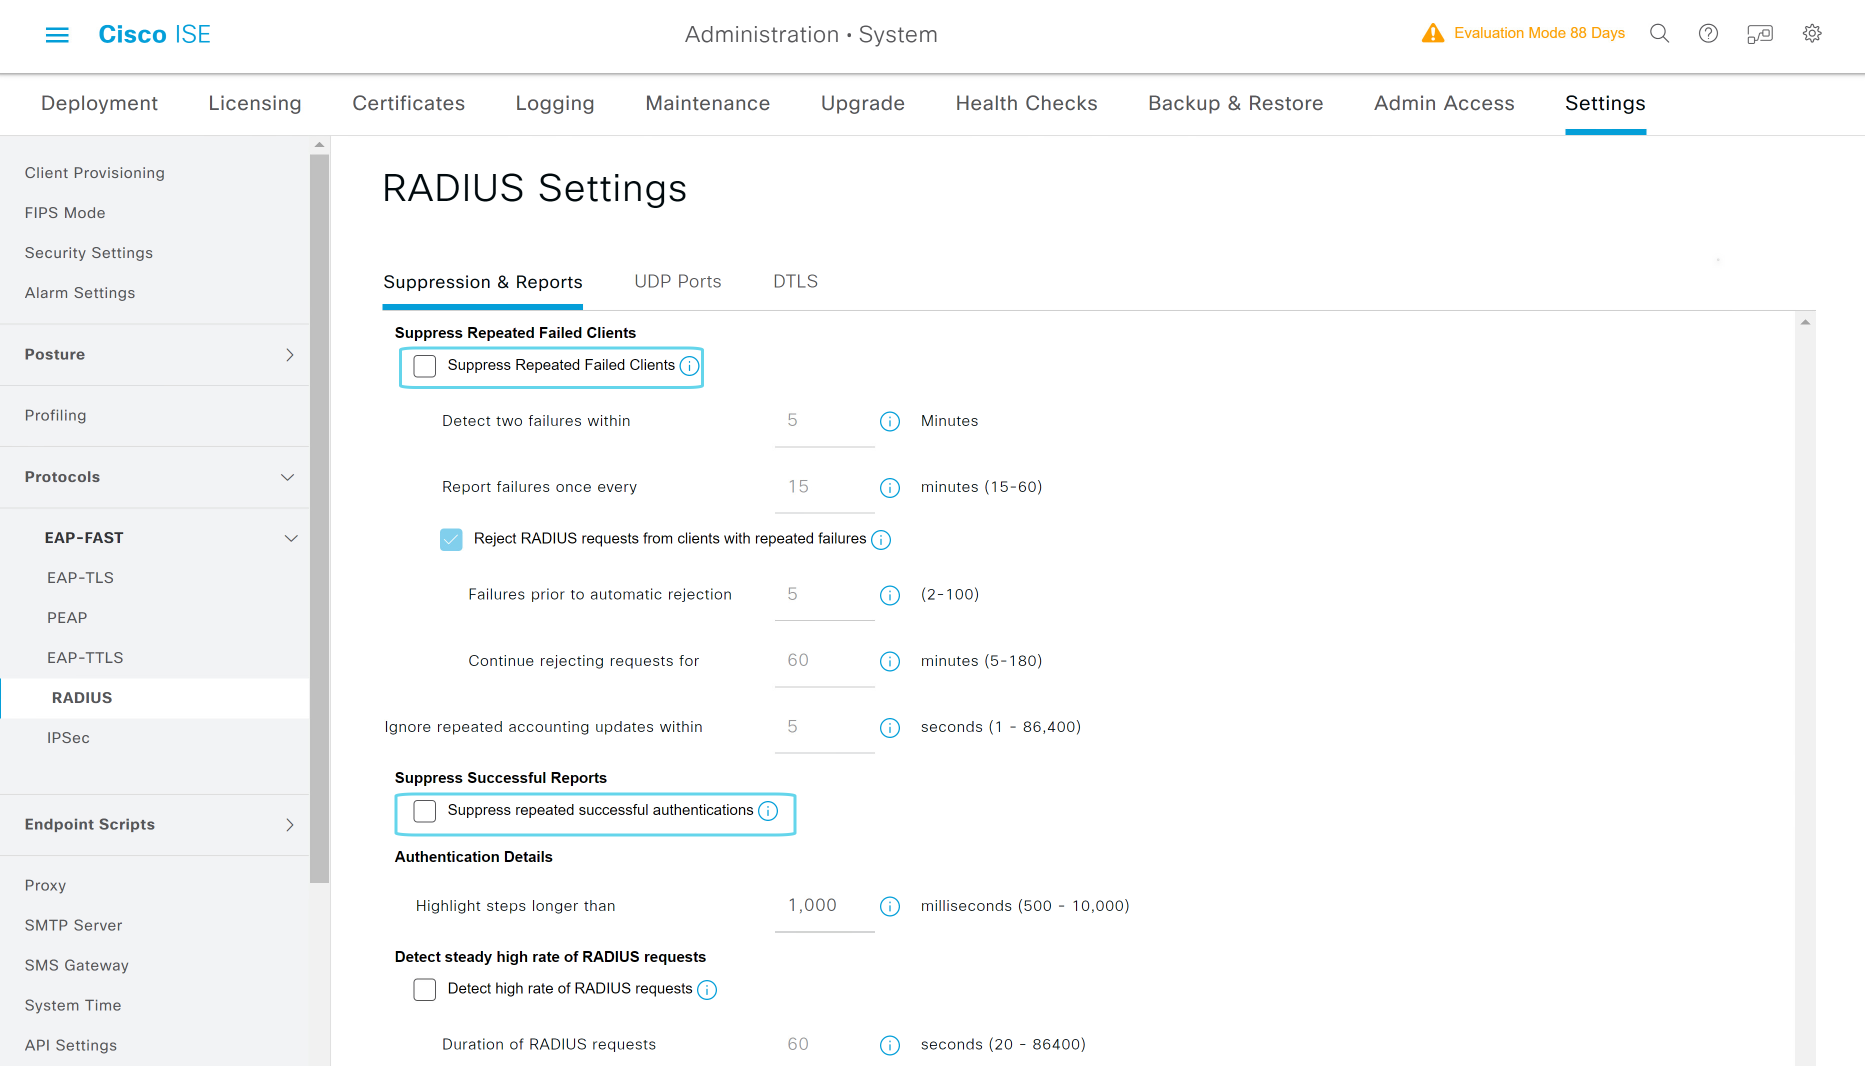 Cisco ISE
Administration • System
Evaluation Mode 88 Days
Deployment Licensing Certificates Logging Maintenance Upgrade Health Checks Backup & Restore Admin Access Settings
Client Provisioning
FIPS Mode
Security Settings
Alarm Settings
Posture
Profiling
Protocols
EAP-FAST
EAP-TLS
PEAP
EAP-TTLS
RADIUS
IPSec
Endpoint Scripts
Proxy
SMTP Server
SMS Gateway
System Time
API Settings
RADIUS Settings
Suppression & Reports UDP Ports DTLS
Suppress Repeated Failed Clients
Suppress Repeated Failed Clients
Detect two failures within 5 Minutes
Report failures once every 15 minutes (15-60)
Reject RADIUS requests from clients with repeated failures
Failures prior to automatic rejection 5 (2-100)
Continue rejecting requests for 60 minutes (5-180)
Ignore repeated accounting updates within 5 seconds (1 - 86,400)
Suppress Successful Reports
Suppress repeated successful authentications
Authentication Details
Highlight steps longer than 1,000 milliseconds (500 - 10,000)
Detect steady high rate of RADIUS requests
Detect high rate of RADIUS requests
Duration of RADIUS requests 60 seconds (20 - 86400)